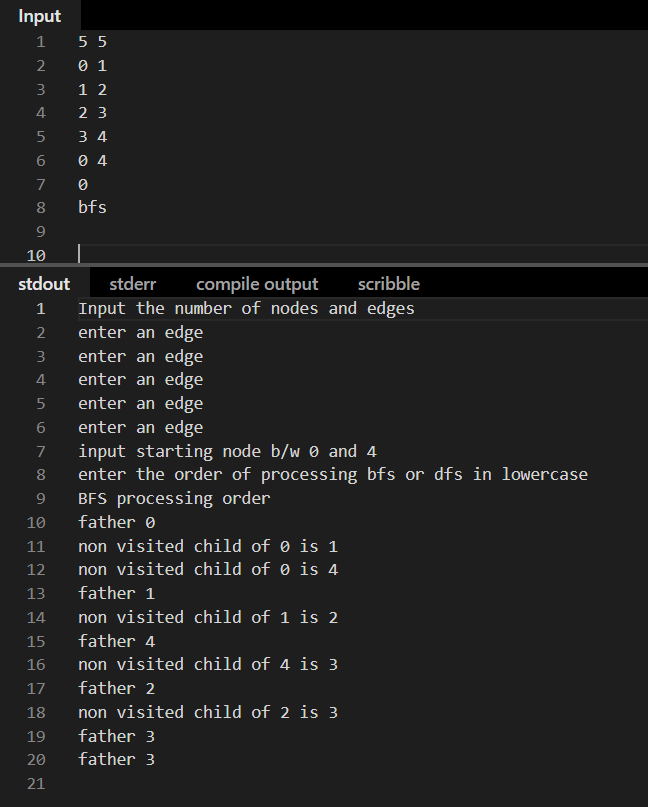 Input
1 5 5
2 0 1
3 1 2
4 2 3
5 3 4
6 0 4
7 0
8 bfs
9
10
stdout stderr compile output scribble
1 Input the number of nodes and edges
2 enter an edge
3 enter an edge
4 enter an edge
5 enter an edge
6 enter an edge
7 input starting node b/w 0 and 4
8 enter the order of processing bfs or dfs in lowercase
9 BFS processing order
10 father 0
11 non visited child of 0 is 1
12 non visited child of 0 is 4
13 father 1
14 non visited child of 1 is 2
15 father 4
16 non visited child of 4 is 3
17 father 2
18 non visited child of 2 is 3
19 father 3
20 father 3
21